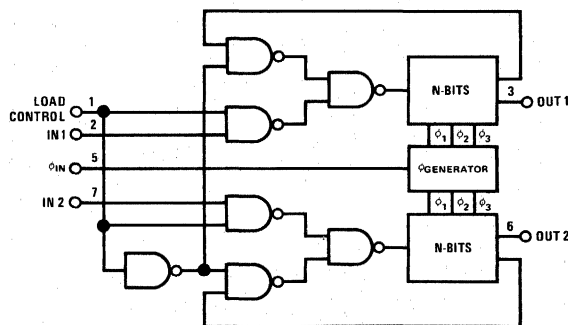 LOAD
CONTROL
1
IN 1
2
ϕIN
5
IN 2
7
N-BITS
3
OUT 1
ϕ1 ϕ2 ϕ3
ϕGENERATOR
ϕ1 ϕ2 ϕ3
N-BITS
6
OUT 2